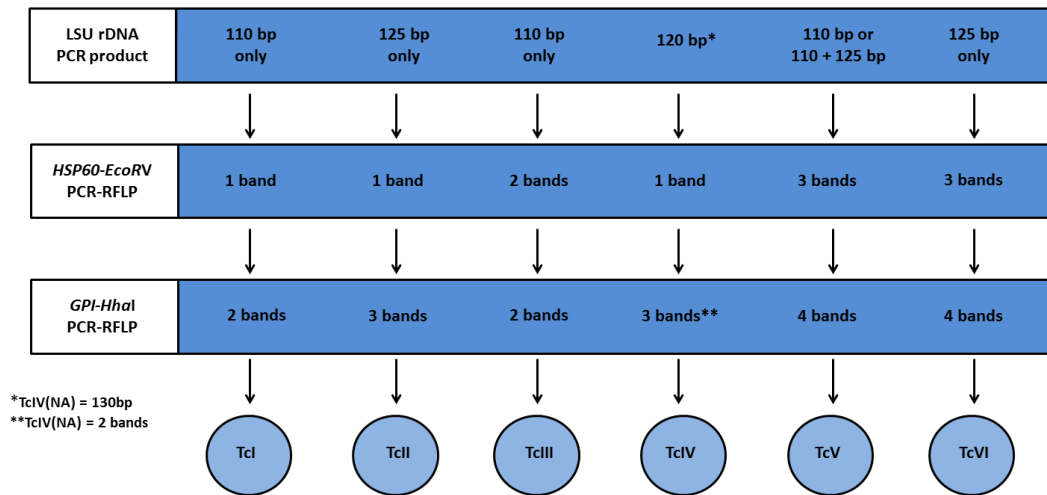 LSU rDNA
PCR product
110 bp
only
125 bp
only
110 bp
only
120 bp*
110 bp or
110 + 125 bp
125 bp
only
HSP60-EcoRV
PCR-RFLP
1 band
1 band
2 bands
1 band
3 bands
3 bands
GPI-HhaI
PCR-RFLP
2 bands
3 bands
2 bands
3 bands**
4 bands
4 bands
*TcIV(NA) = 130bp
**TcIV(NA) = 2 bands
TcI
TcII
TcIII
TcIV
TcV
TcVI